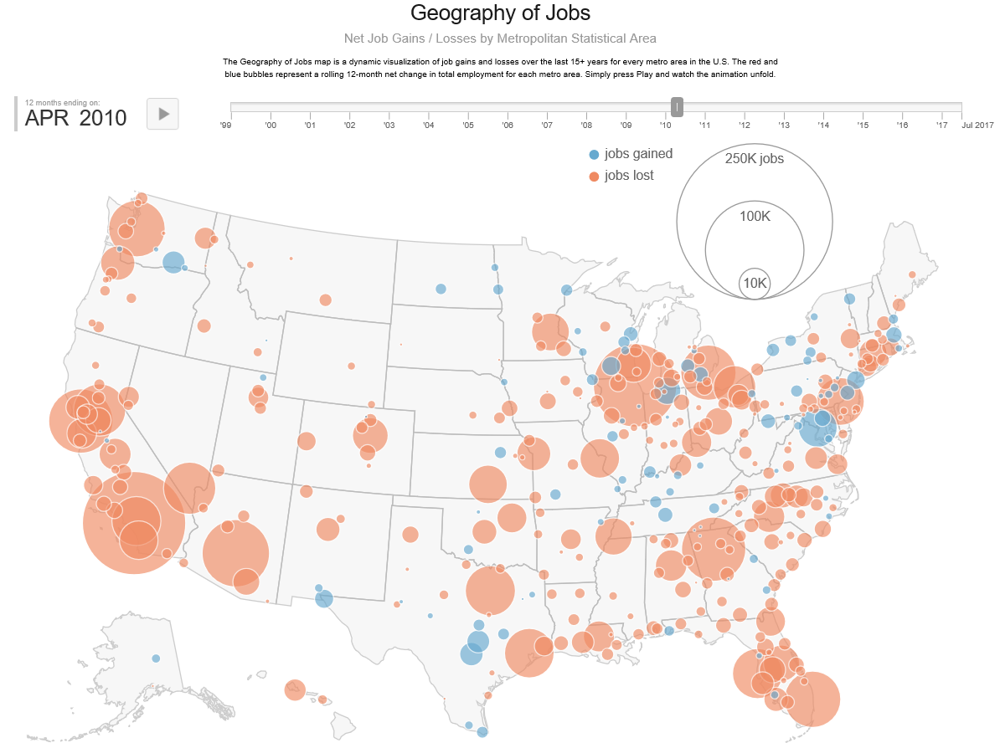 Geography of Jobs
Net Job Gains / Losses by Metropolitan Statistical Area
The Geography of Jobs map is a dynamic visualization of job gains and losses over the last 15+ years for every metro area in the U.S. The red and
blue bubbles represent a rolling 12-month net change in total employment for each metro area. Simply press Play and watch the animation unfold.
12 months ending on:
APR 2010
'99 '00 '01 '02 '03 '04 '05 '06 '07 '08 '09 '10 '11 '12 '13 '14 '15 '16 '17 Jul 2017
jobs gained
jobs lost
250K jobs
100K
10K